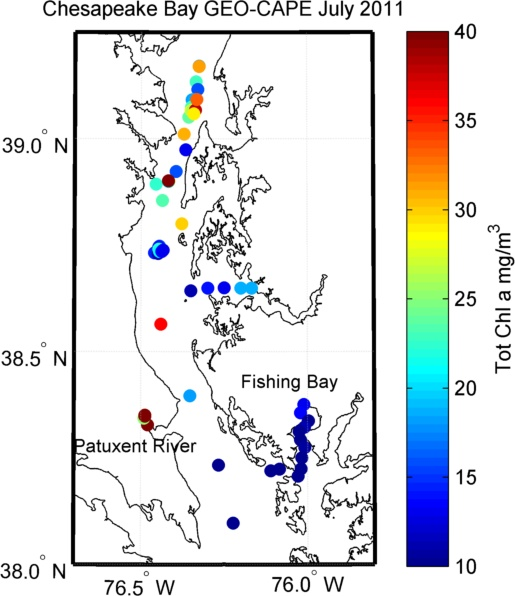 Chesapeake Bay GEO-CAPE July 2011
40
35
30
25
20
15
10
Tot Chl a mg/m³
39.0° N
38.5° N
38.0° N
Fishing Bay
Patuxent River
76.5° W
76.0° W